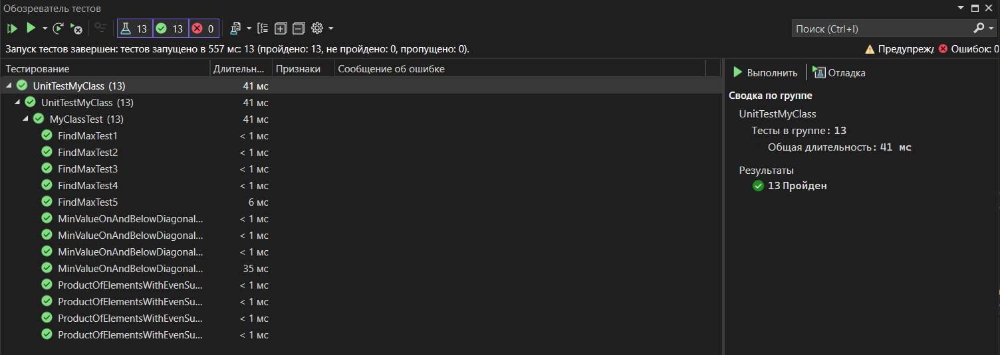 Обозреватель тестов
13 13 0
Поиск (Ctrl+I)
Запуск тестов завершен: тестов запущено в 557 мс: 13 (пройдено: 13, не пройдено: 0, пропущено: 0).
Предупрежд Ошибок: 0
Тестирование Длительн... Признаки Сообщение об ошибке
UnitTestMyClass (13) 41 мс
UnitTestMyClass (13) 41 мс
MyClassTest (13) 41 мс
FindMaxTest1 < 1 мс
FindMaxTest2 < 1 мс
FindMaxTest3 < 1 мс
FindMaxTest4 < 1 мс
FindMaxTest5 6 мс
MinValueOnAndBelowDiagonal... < 1 мс
MinValueOnAndBelowDiagonal... < 1 мс
MinValueOnAndBelowDiagonal... < 1 мс
MinValueOnAndBelowDiagonal... 35 мс
ProductOfElementsWithEvenSu... < 1 мс
ProductOfElementsWithEvenSu... < 1 мс
ProductOfElementsWithEvenSu... < 1 мс
ProductOfElementsWithEvenSu... < 1 мс
Выполнить Отладка
Сводка по группе
UnitTestMyClass
Тесты в группе: 13
Общая длительность: 41 мс
Результаты
13 Пройден